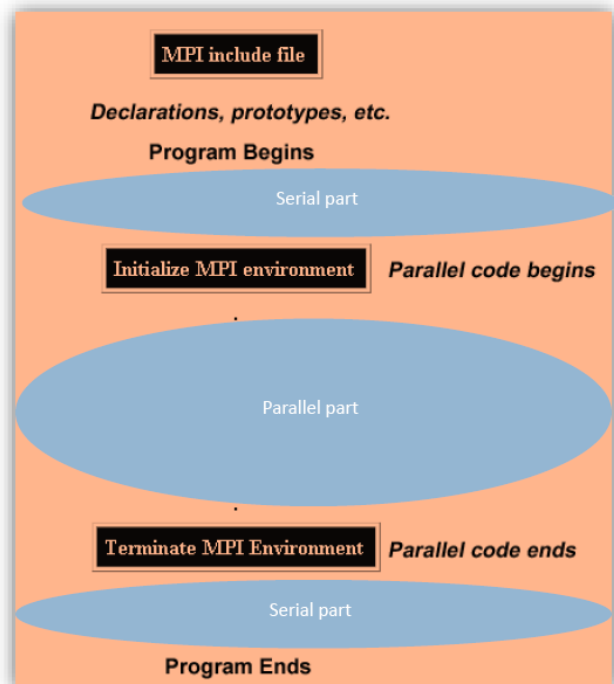 MPI include file
Declarations, prototypes, etc.
Program Begins
Serial part
Initialize MPI environment Parallel code begins
.
Parallel part
.
Terminate MPI Environment Parallel code ends
Serial part
Program Ends